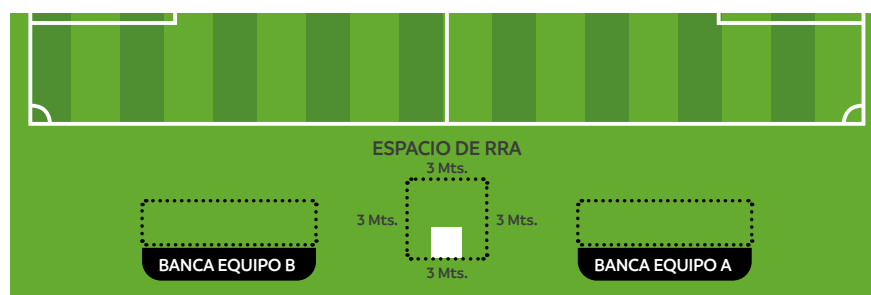 ESPACIO DE RRA
3 Mts.
3 Mts.
3 Mts.
BANCA EQUIPO B
3 Mts.
BANCA EQUIPO A